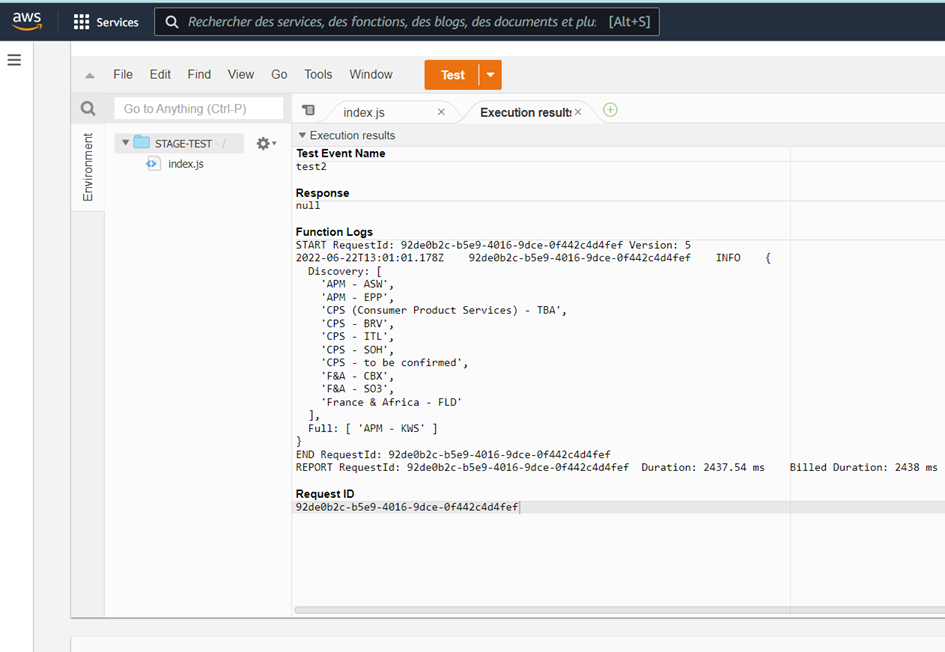 aws Services Rechercher des services, des fonctions, des blogs, des documents et plu: [Alt+S]
File Edit Find View Go Tools Window Test
Go to Anything (Ctrl-P) index.js Execution results
Environment
STAGE-TEST - /
index.js
Execution results
Test Event Name
test2
Response
null
Function Logs
START RequestId: 92de0b2c-b5e9-4016-9dce-0f442c4d4fef Version: 5
2022-06-22T13:01:01.178Z 92de0b2c-b5e9-4016-9dce-0f442c4d4fef INFO {
Discovery: [
'APM - ASW',
'APM - EPP',
'CPS (Consumer Product Services) - TBA',
'CPS - BRV',
'CPS - ITL',
'CPS - SOH',
'CPS - to be confirmed',
'F&A - CBX',
'F&A - SO3',
'France & Africa - FLD'
],
Full: [ 'APM - KWS' ]
}
END RequestId: 92de0b2c-b5e9-4016-9dce-0f442c4d4fef
REPORT RequestId: 92de0b2c-b5e9-4016-9dce-0f442c4d4fef Duration: 2437.54 ms Billed Duration: 2438 ms
Request ID
92de0b2c-b5e9-4016-9dce-0f442c4d4fef